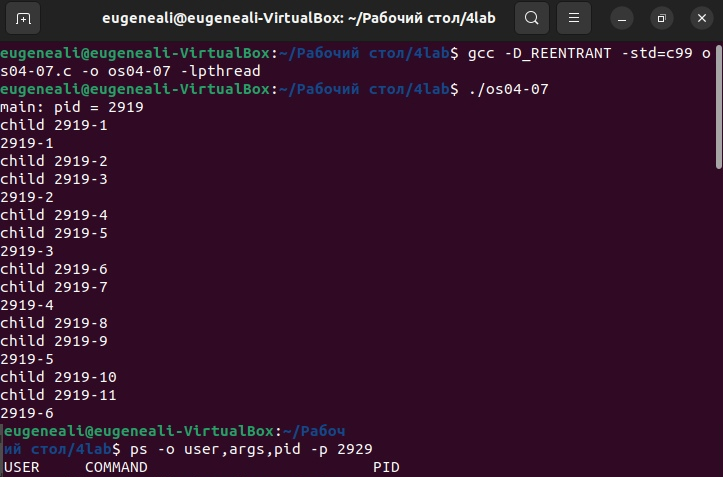 eugeneali@eugeneali-VirtualBox: ~/Рабочий стол/4lab
eugeneali@eugeneali-VirtualBox:~/Рабочий стол/4lab$ gcc -D_REENTRANT -std=c99 o
s04-07.c -o os04-07 -lpthread
eugeneali@eugeneali-VirtualBox:~/Рабочий стол/4lab$ ./os04-07
main: pid = 2919
child 2919-1
2919-1
child 2919-2
child 2919-3
2919-2
child 2919-4
child 2919-5
2919-3
child 2919-6
child 2919-7
2919-4
child 2919-8
child 2919-9
2919-5
child 2919-10
child 2919-11
2919-6
eugeneali@eugeneali-VirtualBox:~/Рабоч
ий стол/4lab$ ps -o user,args,pid -p 2929
USER     COMMAND                         PID